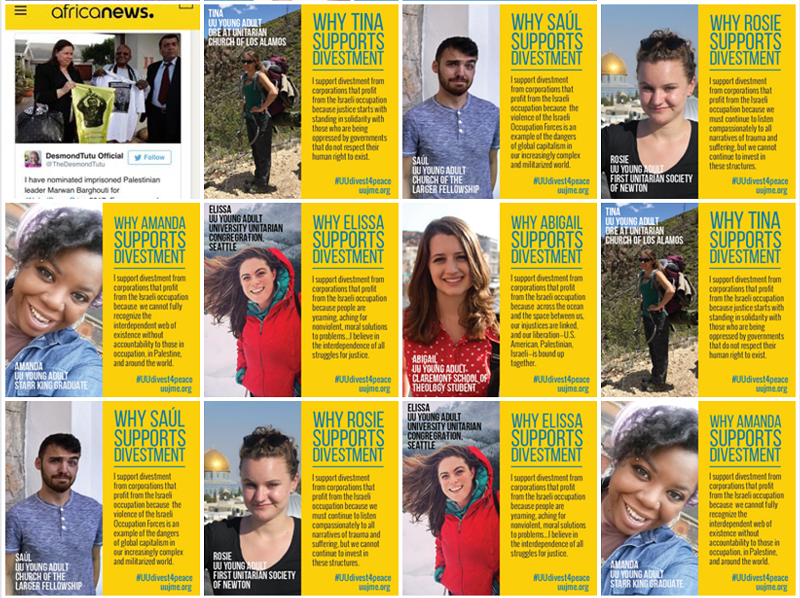 africanews.
DesmondTutu Official
@TheDesmondTutu
Follow
I have nominated imprisoned Palestinian
leader Marwan Barghouti for
TINA
UU YOUNG ADULT
DRE AT UNITARIAN
CHURCH OF LOS ALAMOS
WHY TINA
SUPPORTS
DIVESTMENT
I support divestment from
corporations that profit
from the Israeli occupation
because justice starts with
standing in solidarity with
those who are being
oppressed by governments
that do not respect their
human right to exist.
#UUdivest4peace
uujme.org
SAÚL
UU YOUNG ADULT
CHURCH OF THE
LARGER FELLOWSHIP
WHY SAÚL
SUPPORTS
DIVESTMENT
I support divestment
from corporations that
profit from the Israeli
occupation because the
violence of the Israeli
Occupation Forces is an
example of the dangers
of global capitalism in
our increasingly complex
and militarized world.
#UUdivest4peace
uujme.org
ROSIE
UU YOUNG ADULT
FIRST UNITARIAN SOCIETY
OF NEWTON
WHY ROSIE
SUPPORTS
DIVESTMENT
I support divestment
from corporations that
profit from the Israeli
occupation because we
must continue to listen
compassionately to all
narratives of trauma and
suffering, but we cannot
continue to invest in
these structures.
#UUdivest4peace
uujme.org
AMANDA
UU YOUNG ADULT
STARR KING GRADUATE
WHY AMANDA
SUPPORTS
DIVESTMENT
I support divestment from
corporations that profit
from the Israeli occupation
because we cannot fully
recognize the
interdependent web of
existence without
accountability to those in
occupation, in Palestine,
and around the world.
#UUdivest4peace
uujme.org
ELISSA
UU YOUNG ADULT
UNIVERSITY UNITARIAN
CONGREGRATION,
SEATTLE
WHY ELISSA
SUPPORTS
DIVESTMENT
I support divestment
from corporations that
profit from the Israeli
occupation
because people are
yearning, aching for
nonviolent, moral solutions
to problems...I believe in
the interdependence of all
struggles for justice.
#UUdivest4peace
uujme.org
ABIGAIL
UU YOUNG ADULT
CLAREMONT SCHOOL OF
THEOLOGY STUDENT
WHY ABIGAIL
SUPPORTS
DIVESTMENT
I support divestment from
corporations that profit
from the Israeli occupation
because across the ocean
and the space between us,
our injustices are linked,
and our liberation—U.S.
American, Palestinian,
Israeli—is bound up
together.
#UUdivest4peace
uujme.org
TINA
UU YOUNG ADULT
DRE AT UNITARIAN
CHURCH OF LOS ALAMOS
WHY TINA
SUPPORTS
DIVESTMENT
I support divestment from
corporations that profit
from the Israeli occupation
because justice starts with
standing in solidarity with
those who are being
oppressed by governments
that do not respect their
human right to exist.
#UUdivest4peace
uujme.org
SAÚL
UU YOUNG ADULT
CHURCH OF THE
LARGER FELLOWSHIP
WHY SAÚL
SUPPORTS
DIVESTMENT
I support divestment
from corporations that
profit from the Israeli
occupation because the
violence of the Israeli
Occupation Forces is an
example of the dangers
of global capitalism in
our increasingly complex
and militarized world.
#UUdivest4peace
uujme.org
ROSIE
UU YOUNG ADULT
FIRST UNITARIAN SOCIETY
OF NEWTON
WHY ROSIE
SUPPORTS
DIVESTMENT
I support divestment
from corporations that
profit from the Israeli
occupation because we
must continue to listen
compassionately to all
narratives of trauma and
suffering, but we cannot
continue to invest in
these structures.
#UUdivest4peace
uujme.org
ELISSA
UU YOUNG ADULT
UNIVERSITY UNITARIAN
CONGREGRATION,
SEATTLE
WHY ELISSA
SUPPORTS
DIVESTMENT
I support divestment
from corporations that
profit from the Israeli
occupation
because people are
yearning, aching for
nonviolent, moral solutions
to problems...I believe in
the interdependence of all
struggles for justice.
#UUdivest4peace
uujme.org
AMANDA
UU YOUNG ADULT
STARR KING GRADUATE
WHY AMANDA
SUPPORTS
DIVESTMENT
I support divestment from
corporations that profit
from the Israeli occupation
because we cannot fully
recognize the
interdependent web of
existence without
accountability to those in
occupation, in Palestine,
and around the world.
#UUdivest4peace
uujme.org